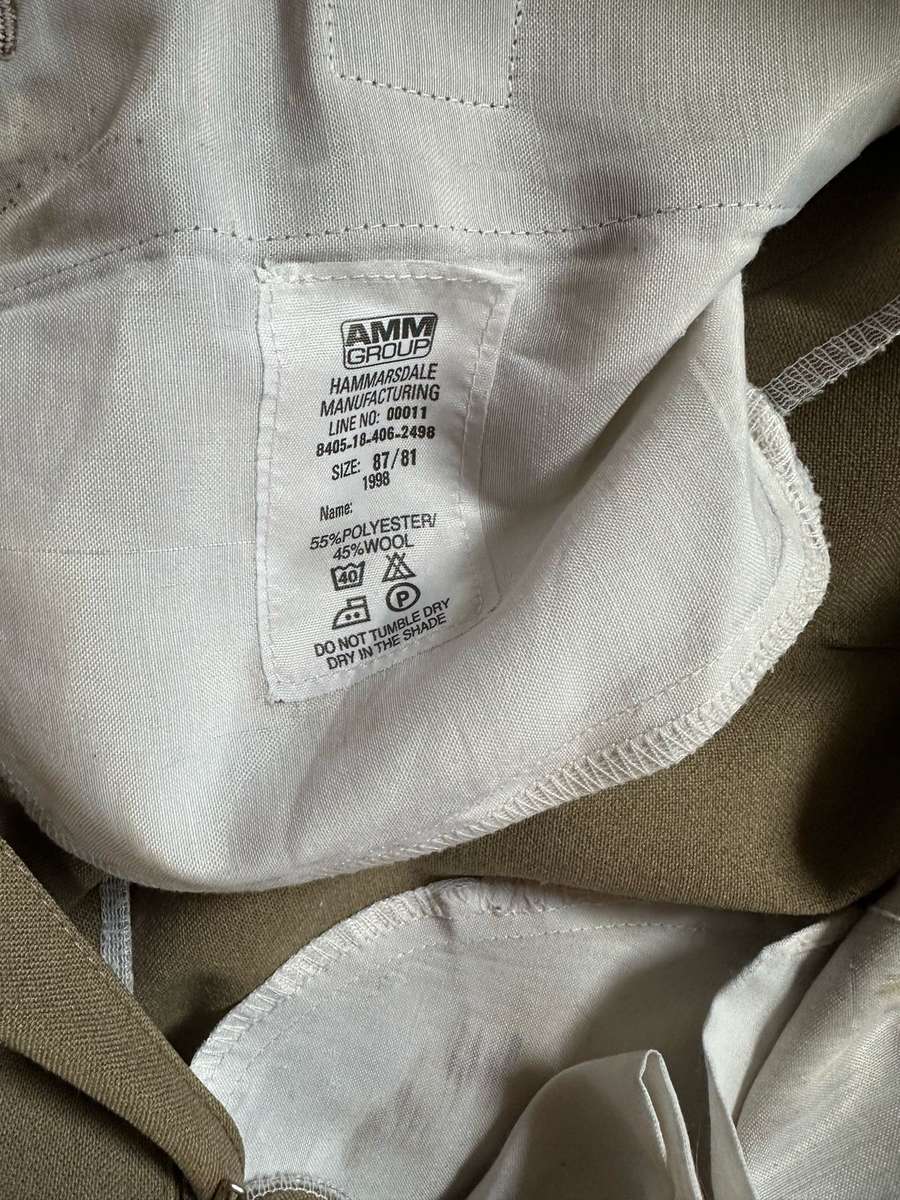 AMM
GROUP
HAMMARSDALE
MANUFACTURING
LINE NO: 00011
8405-18-406-2498
SIZE: 87/81
1998
Name:
55%POLYESTER/
45%WOOL
40
P
DO NOT TUMBLE DRY
DRY IN THE SHADE